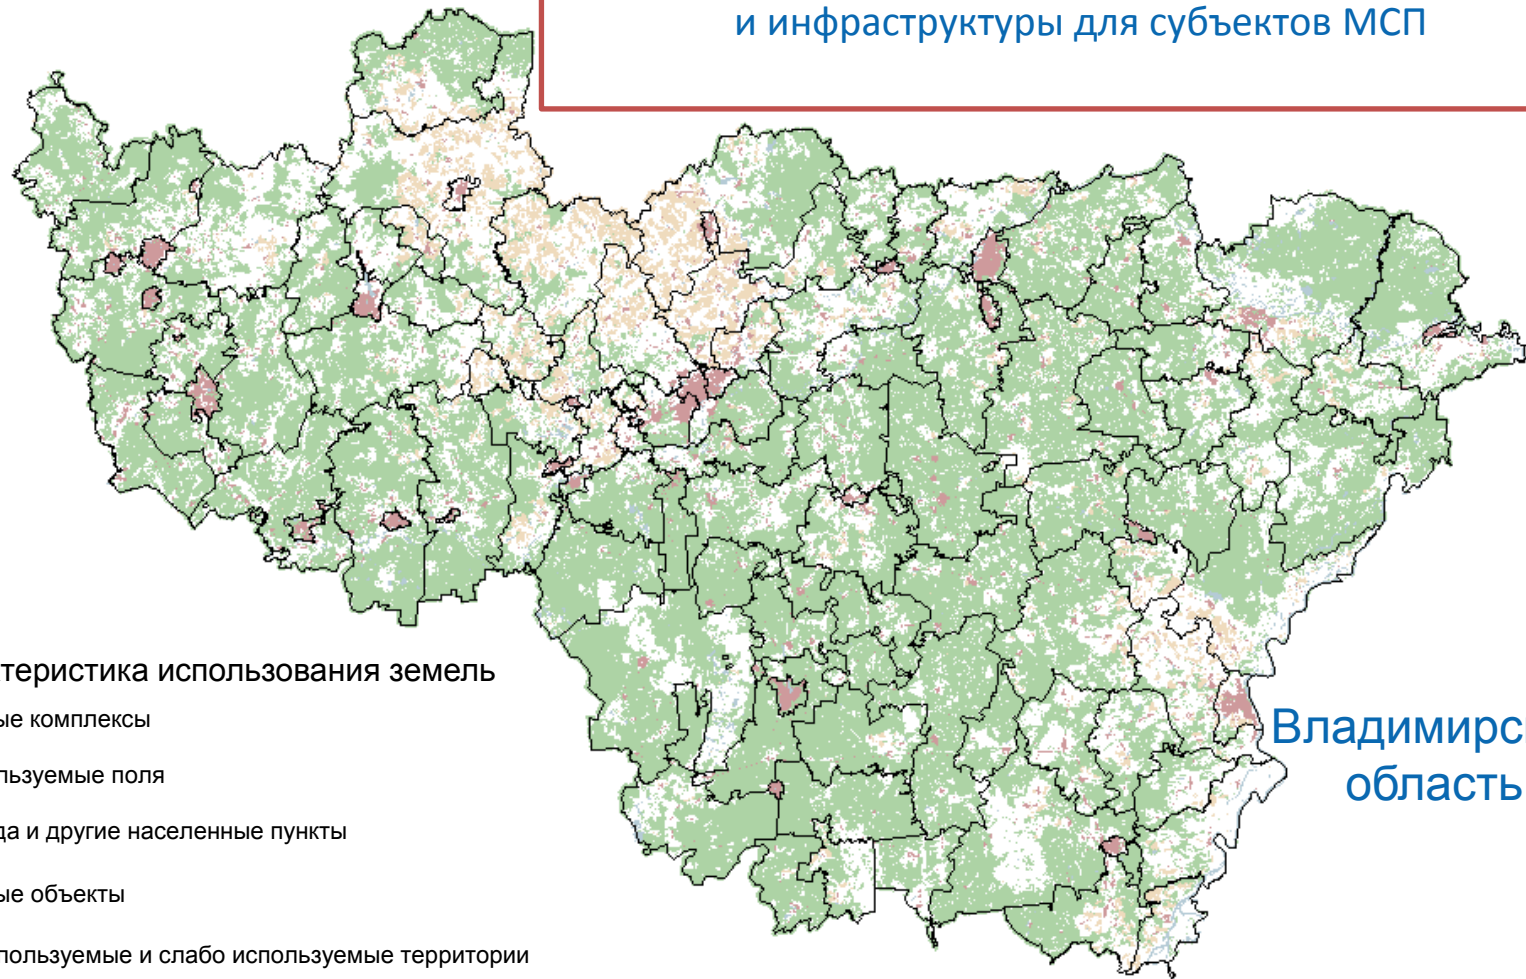 и инфраструктуры для субъектов МСП
теристика использования земель
ые комплексы
льзуемые поля
да и другие населенные пункты
ые объекты
пользуемые и слабо используемые территории
Владимирс
область